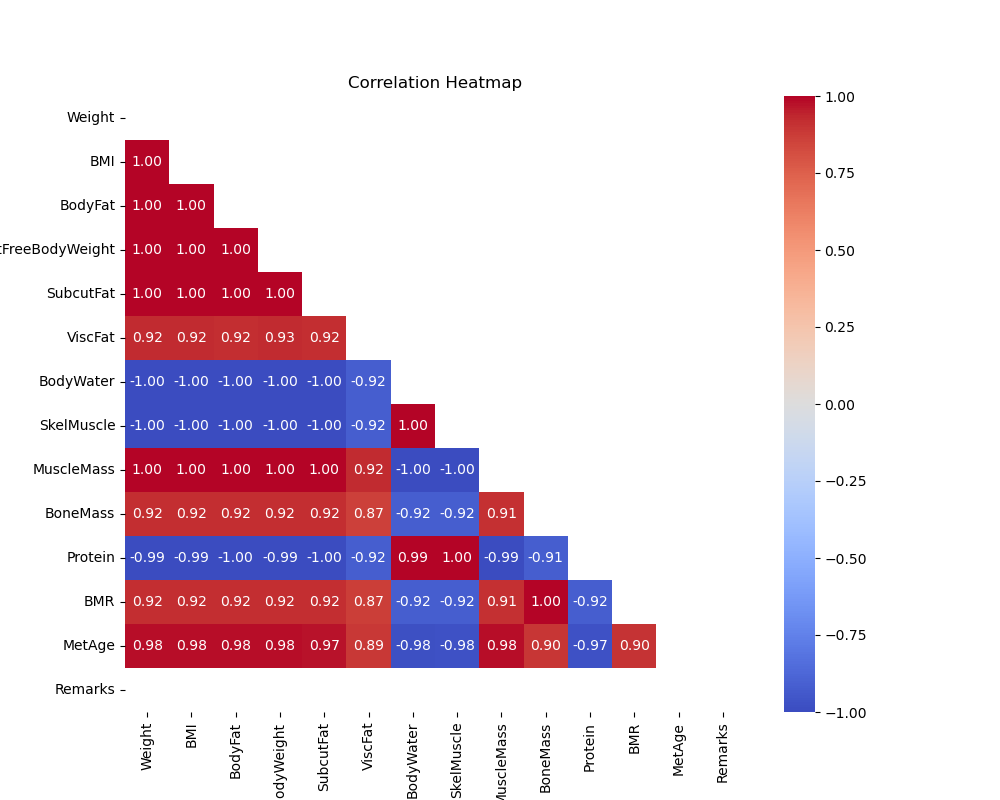 Correlation Heatmap
Weight
BMI 1.00
BodyFat 1.00 1.00
tFreeBodyWeight 1.00 1.00 1.00
SubcutFat 1.00 1.00 1.00 1.00
ViscFat 0.92 0.92 0.92 0.93 0.92
BodyWater -1.00 -1.00 -1.00 -1.00 -1.00 -0.92
SkelMuscle -1.00 -1.00 -1.00 -1.00 -1.00 -0.92 1.00
MuscleMass 1.00 1.00 1.00 1.00 1.00 0.92 -1.00 -1.00
BoneMass 0.92 0.92 0.92 0.92 0.92 0.87 -0.92 -0.92 0.91
Protein -0.99 -0.99 -1.00 -0.99 -1.00 -0.92 0.99 1.00 -0.99 -0.91
BMR 0.92 0.92 0.92 0.92 0.92 0.87 -0.92 -0.92 0.91 1.00 -0.92
MetAge 0.98 0.98 0.98 0.98 0.97 0.89 -0.98 -0.98 0.98 0.90 -0.97 0.90
Remarks
Weight
BMI
BodyFat
odyWeight
SubcutFat
ViscFat
BodyWater
SkelMuscle
MuscleMass
BoneMass
Protein
BMR
MetAge
Remarks
1.00
0.75
0.50
0.25
0.00
−0.25
−0.50
−0.75
−1.00